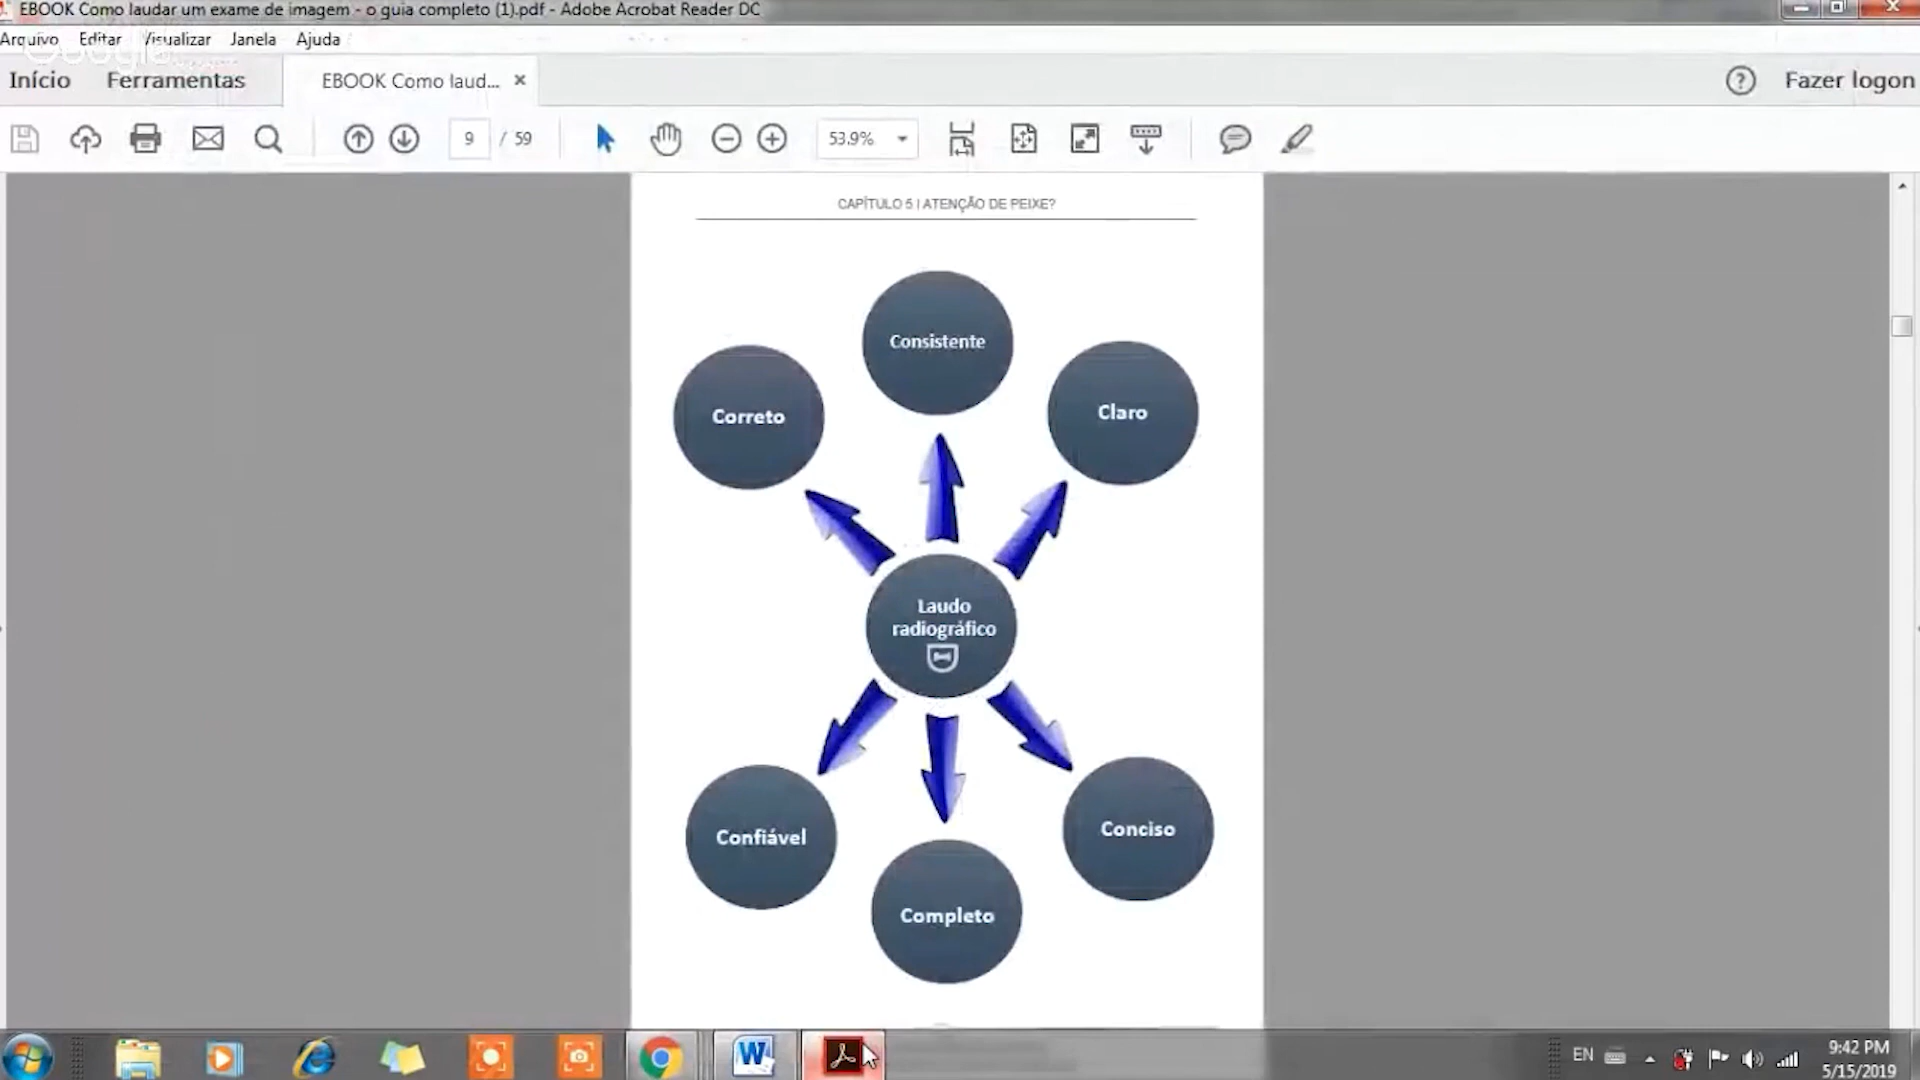 EBOOK Como laudar um exame de imagem - o guia completo (1).pdf - Adobe Acrobat Reader DC
Arquivo Editar Visualizar Janela Ajuda
Google
Início Ferramentas EBOOK Como laud... × ? Fazer logon
9 / 59 53.9%
CAPÍTULO 5 | ATENÇÃO DE PEIXE?
Consistente
Correto
Claro
Laudo
radiográfico
Confiável
Conciso
Completo
EN
9:42 PM
5/15/2019